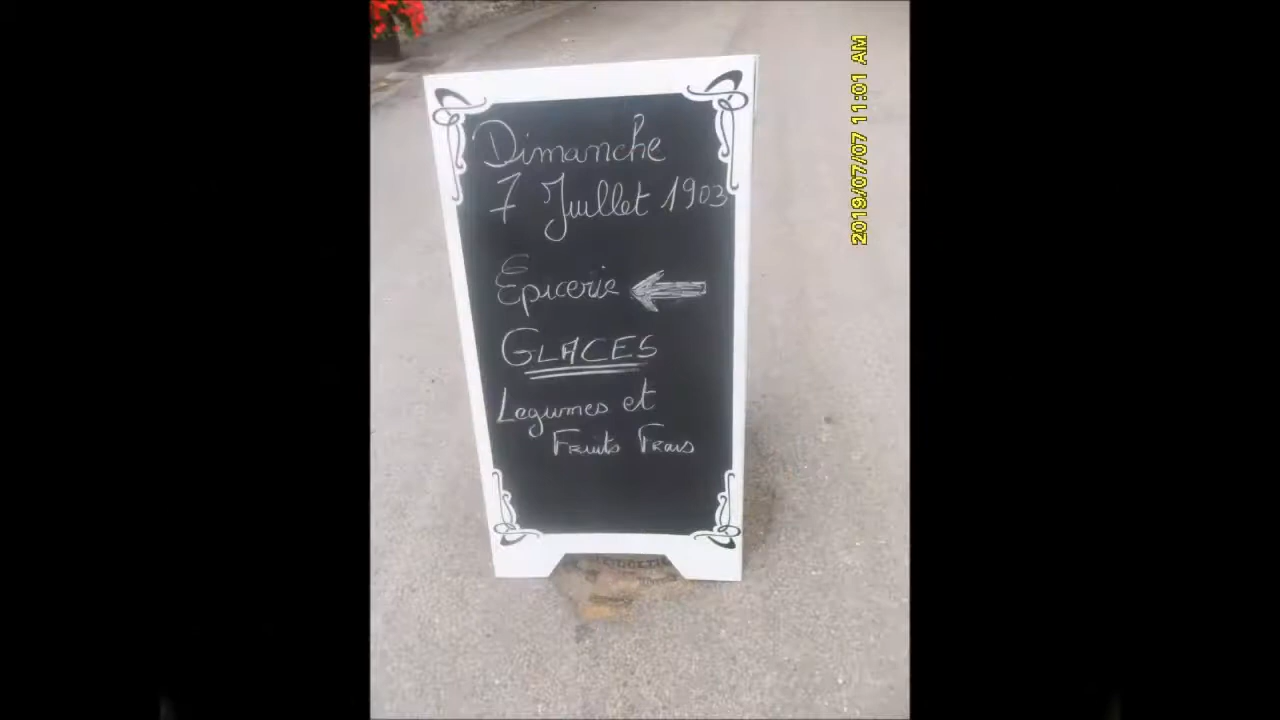 Dimanche
7 Juillet 1903
Epicerie
GLACES
Legumes et
Fruits Frais
2019/07/07 11:01 AM